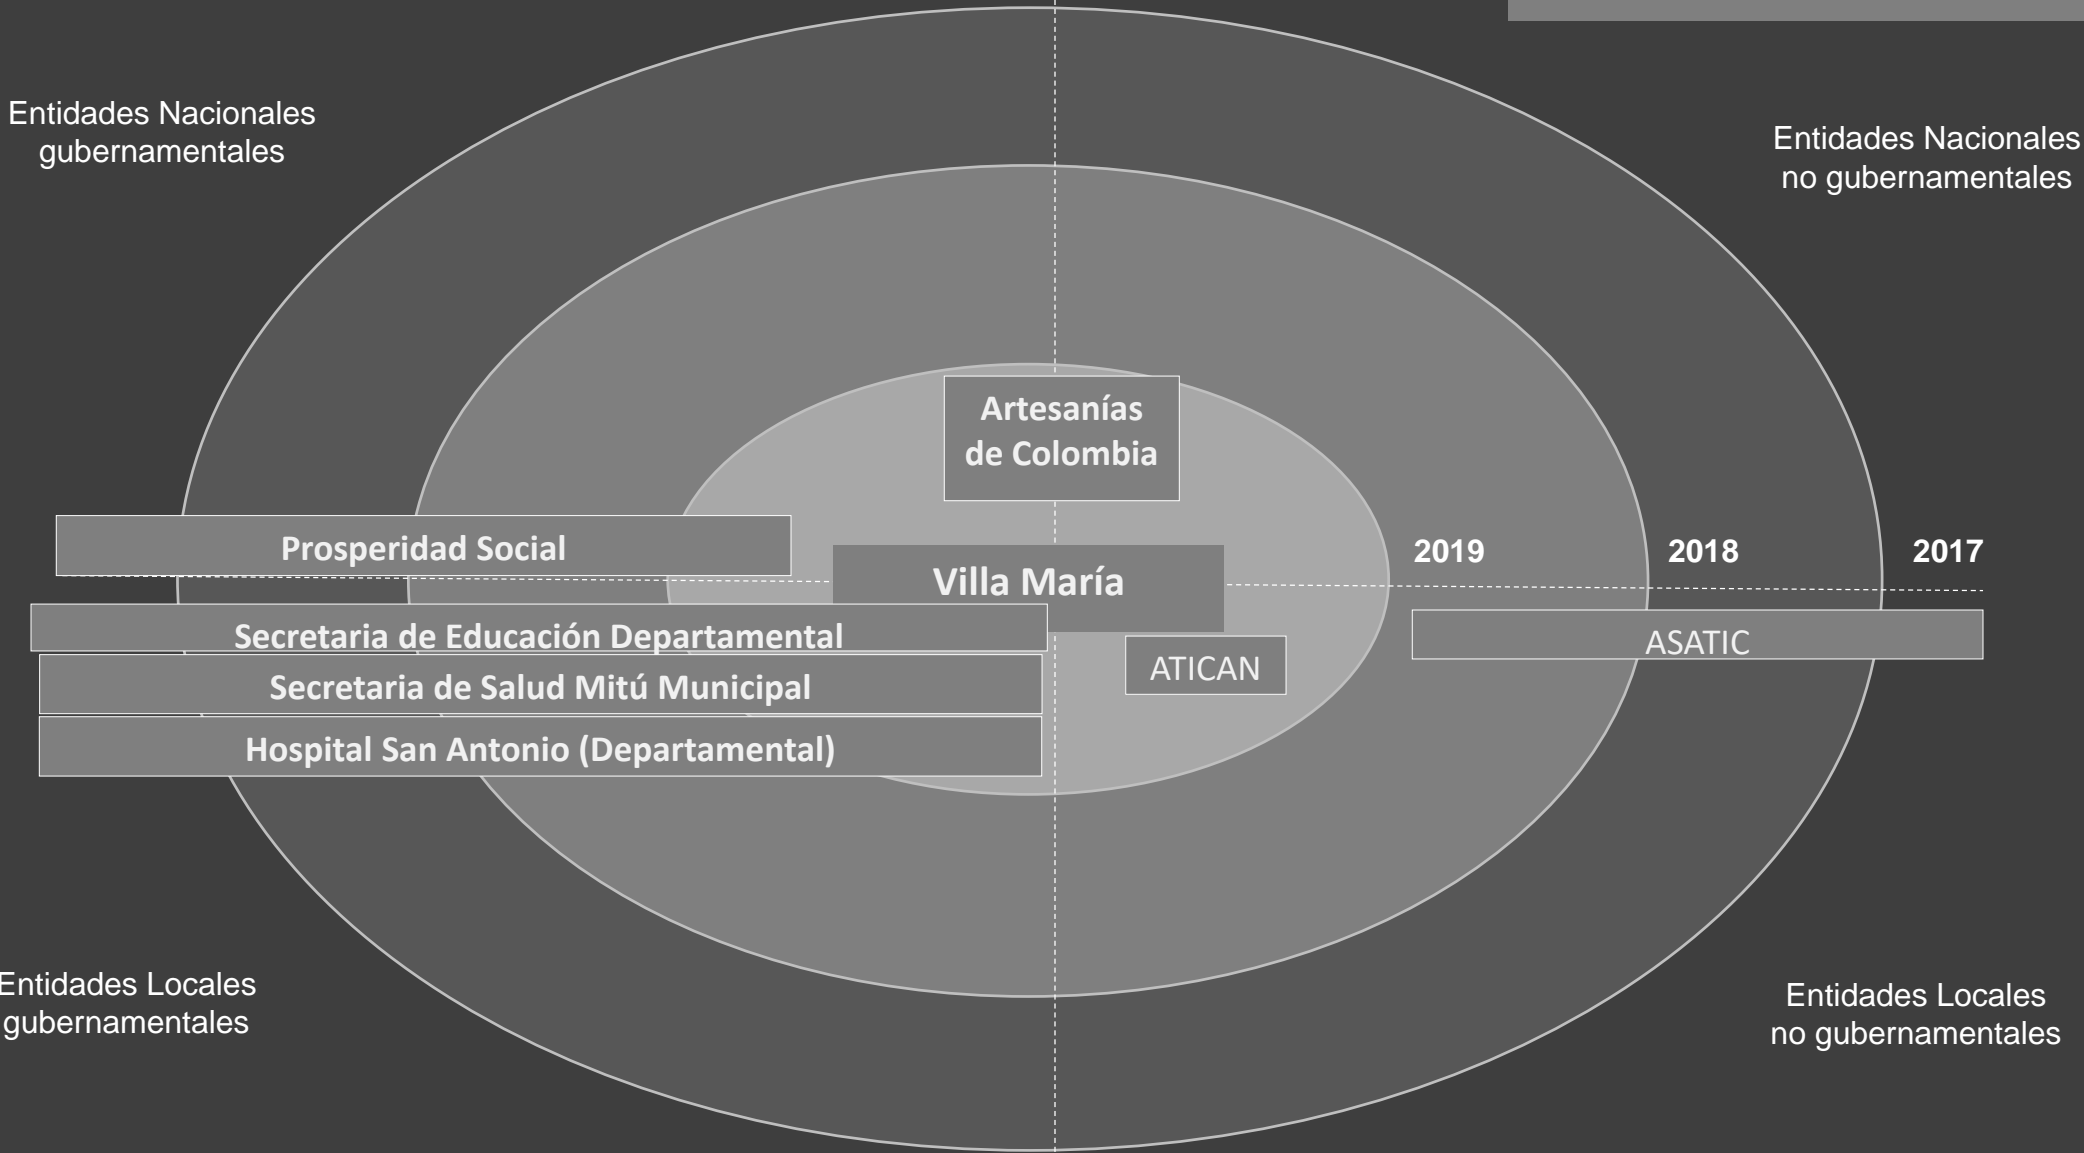 Entidades Nacionales
gubernamentales
Entidades Nacionales
no gubernamentales
Artesanías
de Colombia
Prosperidad Social
Villa María
2019
2018
2017
Secretaria de Educación Departamental
ATICAN
ASATIC
Secretaria de Salud Mitú Municipal
Hospital San Antonio (Departamental)
Entidades Locales
gubernamentales
Entidades Locales
no gubernamentales